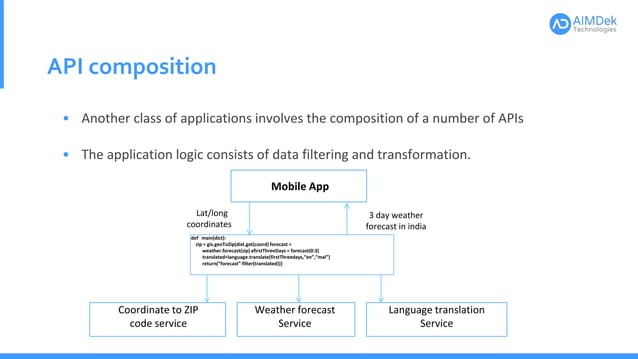 AIMDek
Technologies
API composition
• Another class of applications involves the composition of a number of APIs
• The application logic consists of data filtering and transformation.
Mobile App
Lat/long
coordinates
3 day weather
forecast in india
def main(dict):
zip = gis.geoToZip(dist.get(coord) forecast =
weather.forecast(zip) afirstThreeDays = forecast(0:3)
translated=language.translate(firstThreedays,"en","mal")
return{"forecast":filter(translated)}}
Coordinate to ZIP
code service
Weather forecast
Service
Language translation
Service